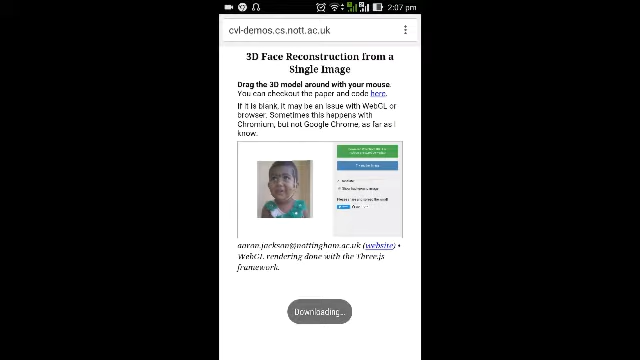 2:07 pm
cvl-demos.cs.nott.ac.uk
3D Face Reconstruction from a
Single Image
Drag the 3D model around with your mouse.
You can checkout the paper and code here.
If it is blank, it may be an issue with WebGL or
browser. Sometimes this happens with
Chromium, but not Google Chrome, as far as I
know.
aaron.jackson@nottingham.ac.uk (website) •
WebGL rendering done with the Three.js
framework.
Downloading...